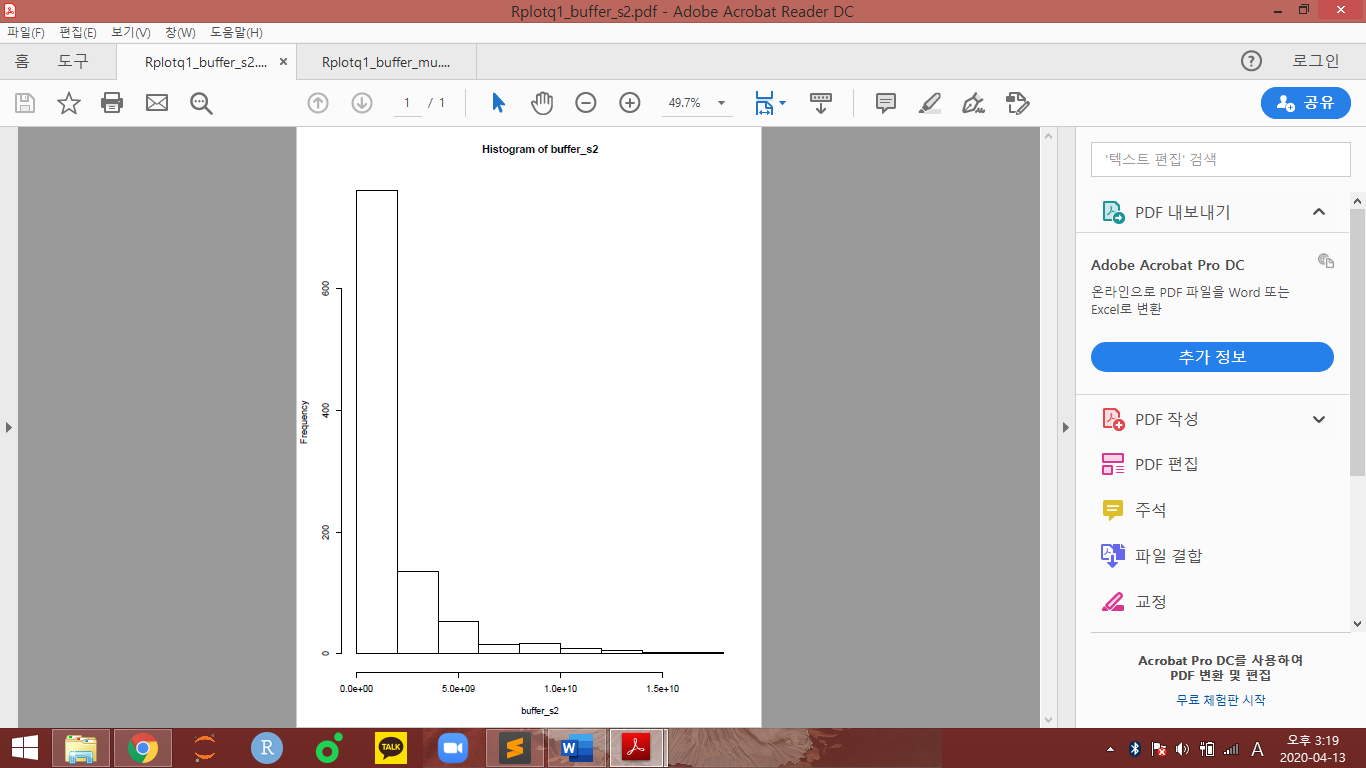 Rplotq1_buffer_s2.pdf - Adobe Acrobat Reader DC
파일(F) 편집(E) 보기(V) 창(W) 도움말(H)
홈 도구 Rplotq1_buffer_s2.... × Rplotq1_buffer_mu.... ? 로그인
1 / 1 49.7% 공유
Histogram of buffer_s2
Frequency
600
400
200
0
0.0e+00 5.0e+09 1.0e+10 1.5e+10
buffer_s2
'텍스트 편집' 검색
PDF 내보내기
Adobe Acrobat Pro DC
온라인으로 PDF 파일을 Word 또는
Excel로 변환
추가 정보
PDF 작성
PDF 편집
주석
파일 결합
교정
Acrobat Pro DC를 사용하여
PDF 변환 및 편집
무료 체험판 시작
R TALK S W A
오후 3:19
2020-04-13